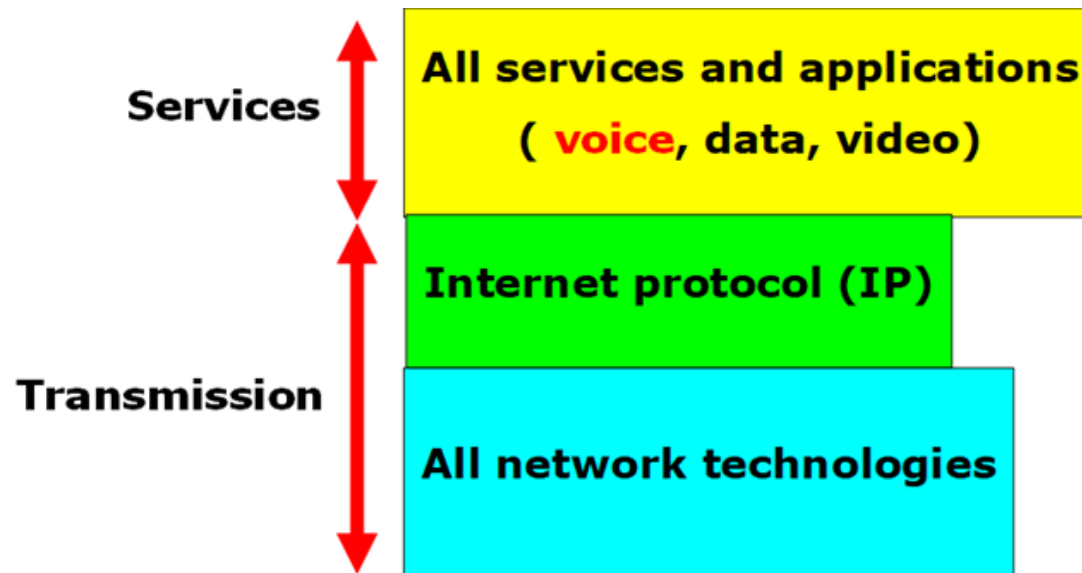 Services
All services and applications
( voice, data, video)
Internet protocol (IP)
Transmission
All network technologies